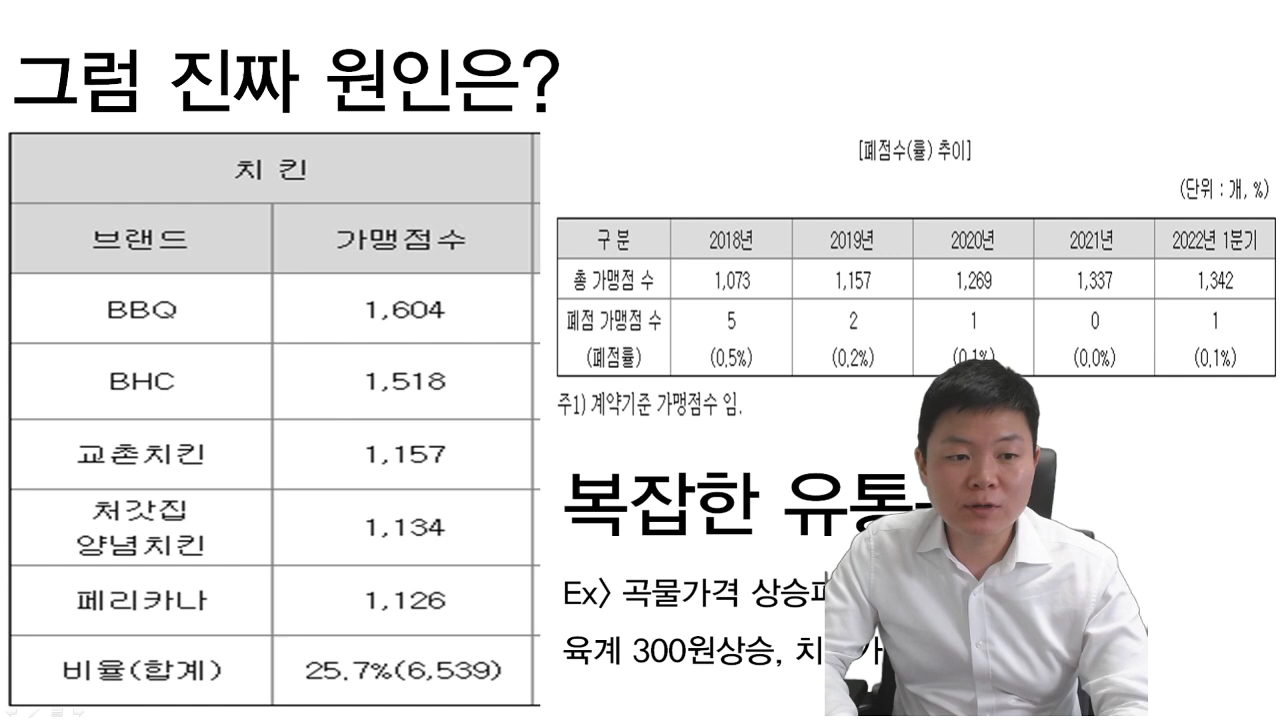 그럼 진짜 원인은?
치 킨
브랜드 가맹점수
BBQ 1,604
BHC 1,518
교촌치킨 1,157
처갓집
양념치킨 1,134
페리카나 1,126
비율(합계) 25.7%(6,539)
[폐점수(률) 추이]
(단위 : 개, %)
구 분 2018년 2019년 2020년 2021년 2022년 1분기
총 가맹점 수 1,073 1,157 1,269 1,337 1,342
폐점 가맹점 수 5 2 1 0 1
(폐점률) (0.5%) (0.2%) (0.1%) (0.0%) (0.1%)
주1) 계약기준 가맹점수 임.
복잡한 유통
Ex> 곡물가격 상승
육계 300원상승,